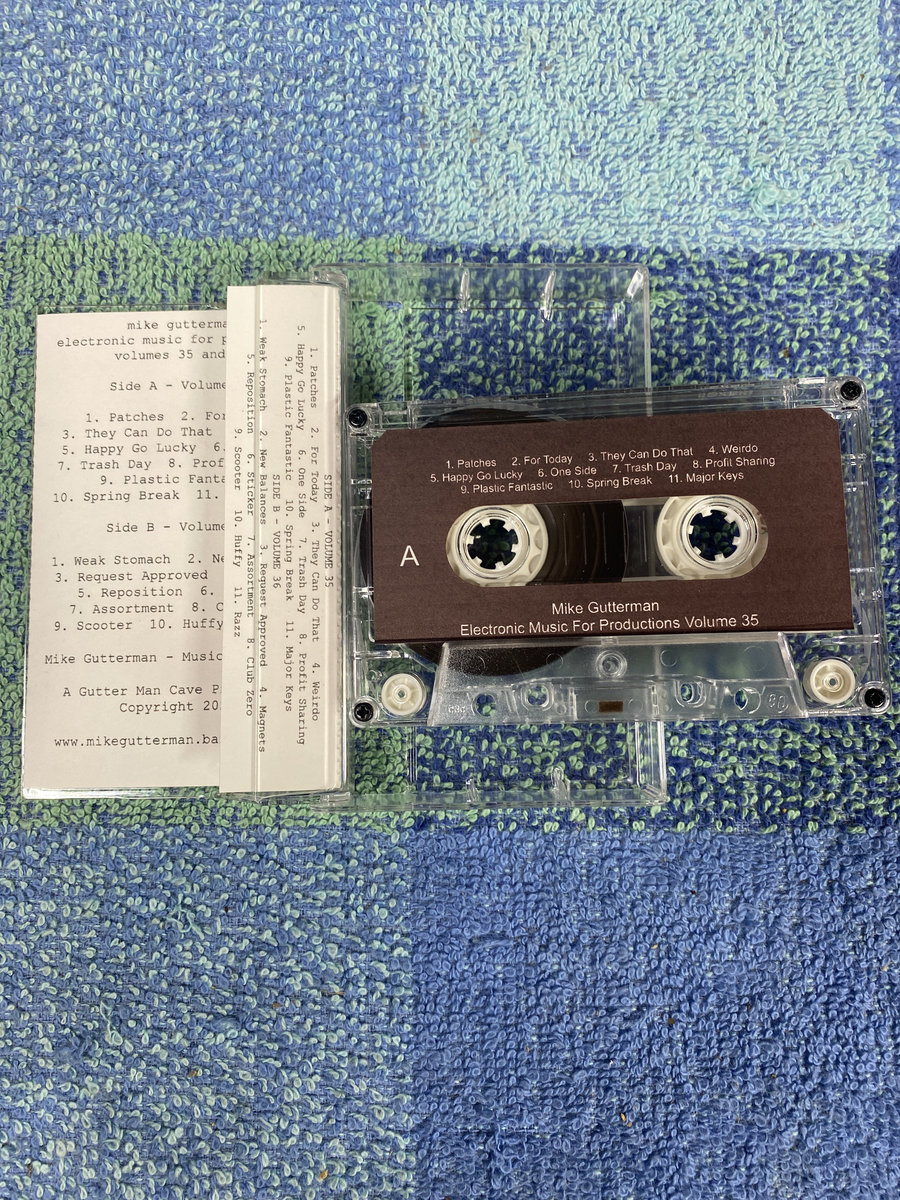 mike gutterma
electronic music for p
volumes 35 and
Side A - Volume
1. Patches 2. For
3. They Can Do That
5. Happy Go Lucky 6.
7. Trash Day 8. Prof
9. Plastic Fanta
10. Spring Break 11.
Side B - Volume
1. Weak Stomach 2. Ne
3. Request Approved
5. Reposition 6.
7. Assortment 8. C
9. Scooter 10. Huffy
Mike Gutterman - Music
A Gutter Man Cave P
Copyright 20
www.mikegutterman.ba
SIDE A - VOLUME 35
1. Patches 2. For Today 3. They Can Do That 4. Weirdo
5. Happy Go Lucky 6. One Side 7. Trash Day 8. Profit Sharing
9. Plastic Fantastic 10. Spring Break 11. Major Keys
SIDE B - VOLUME 36
1. Weak Stomach 2. New Balances 3. Request Approved 4. Magnets
5. Reposition 6. Sticker 7. Assortment 8. Club Zero
9. Scooter 10. Huffy 11. Razz
1. Patches 2. For Today 3. They Can Do That 4. Weirdo
5. Happy Go Lucky 6. One Side 7. Trash Day 8. Profit Sharing
9. Plastic Fantastic 10. Spring Break 11. Major Keys
A
Mike Gutterman
Electronic Music For Productions Volume 35